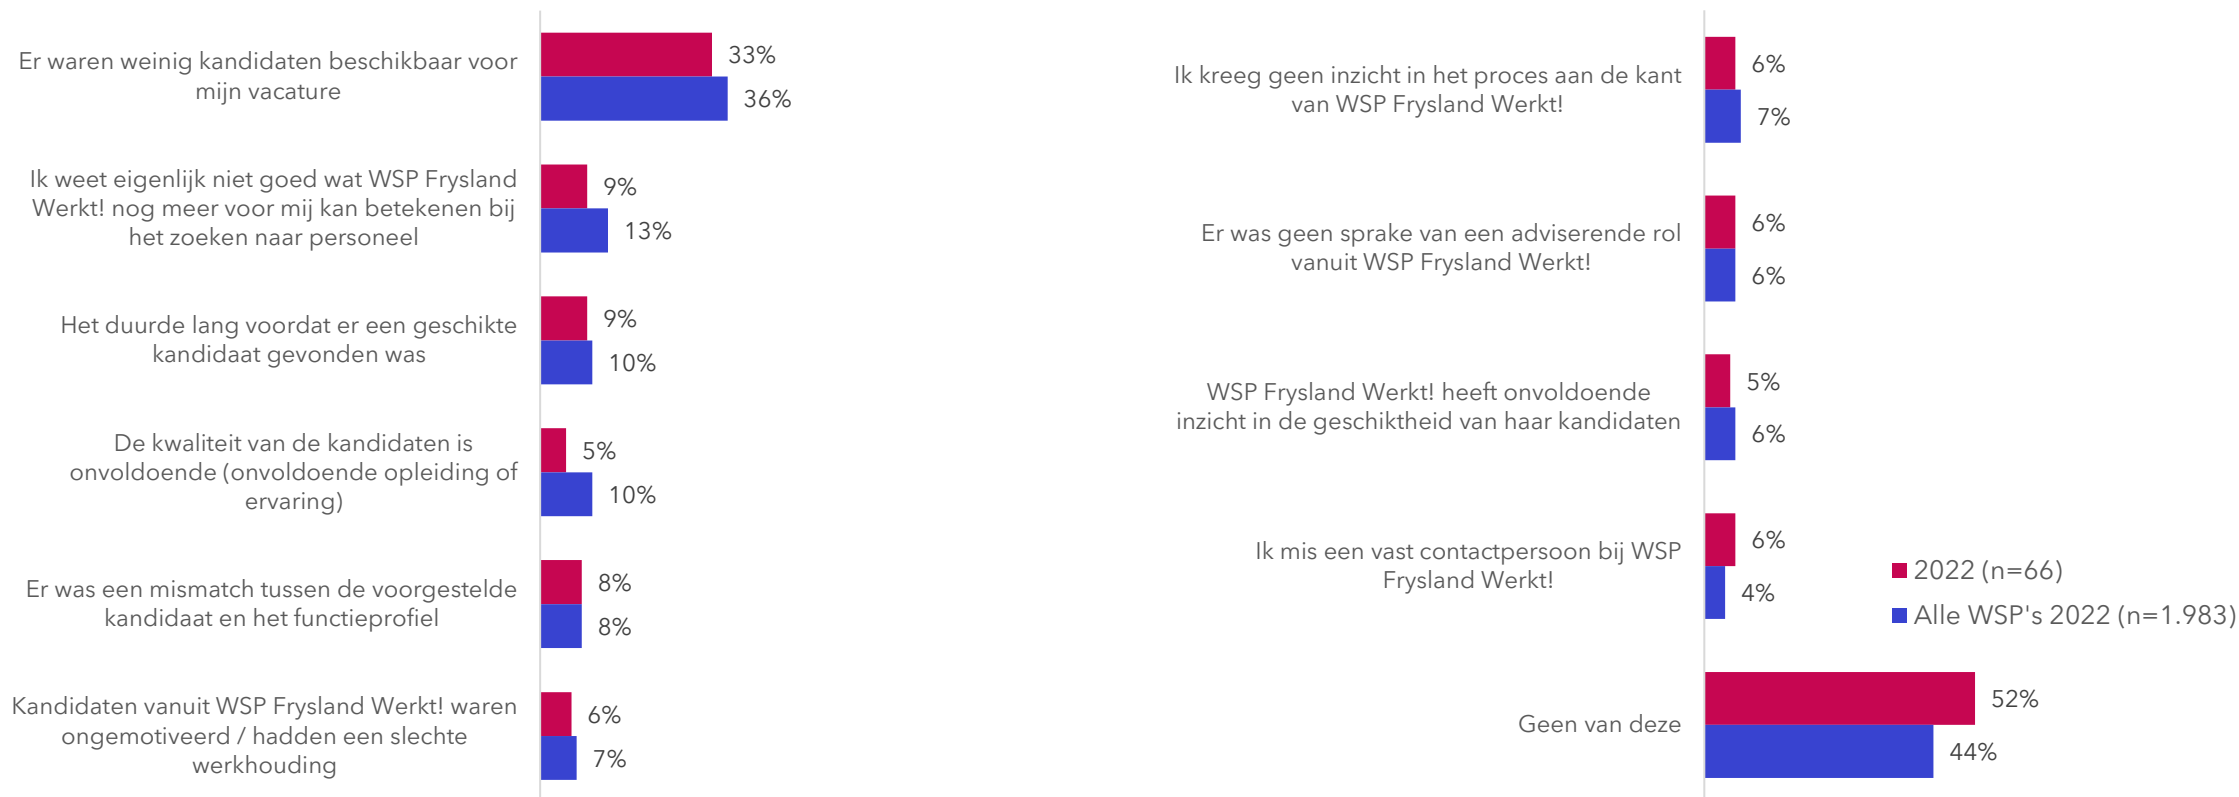 Er waren weinig kandidaten beschikbaar voor
mijn vacature
33%
36%
Ik weet eigenlijk niet goed wat WSP Frysland
Werkt! nog meer voor mij kan betekenen bij
het zoeken naar personeel
9%
13%
Het duurde lang voordat er een geschikte
kandidaat gevonden was
9%
10%
De kwaliteit van de kandidaten is
onvoldoende (onvoldoende opleiding of
ervaring)
5%
10%
Er was een mismatch tussen de voorgestelde
kandidaat en het functieprofiel
8%
8%
Kandidaten vanuit WSP Frysland Werkt! waren
ongemotiveerd / hadden een slechte
werkhouding
6%
7%
Ik kreeg geen inzicht in het proces aan de kant
van WSP Frysland Werkt!
6%
7%
Er was geen sprake van een adviserende rol
vanuit WSP Frysland Werkt!
6%
6%
WSP Frysland Werkt! heeft onvoldoende
inzicht in de geschiktheid van haar kandidaten
5%
6%
Ik mis een vast contactpersoon bij WSP
Frysland Werkt!
6%
4%
Geen van deze
52%
44%
2022 (n=66)
Alle WSP's 2022 (n=1.983)